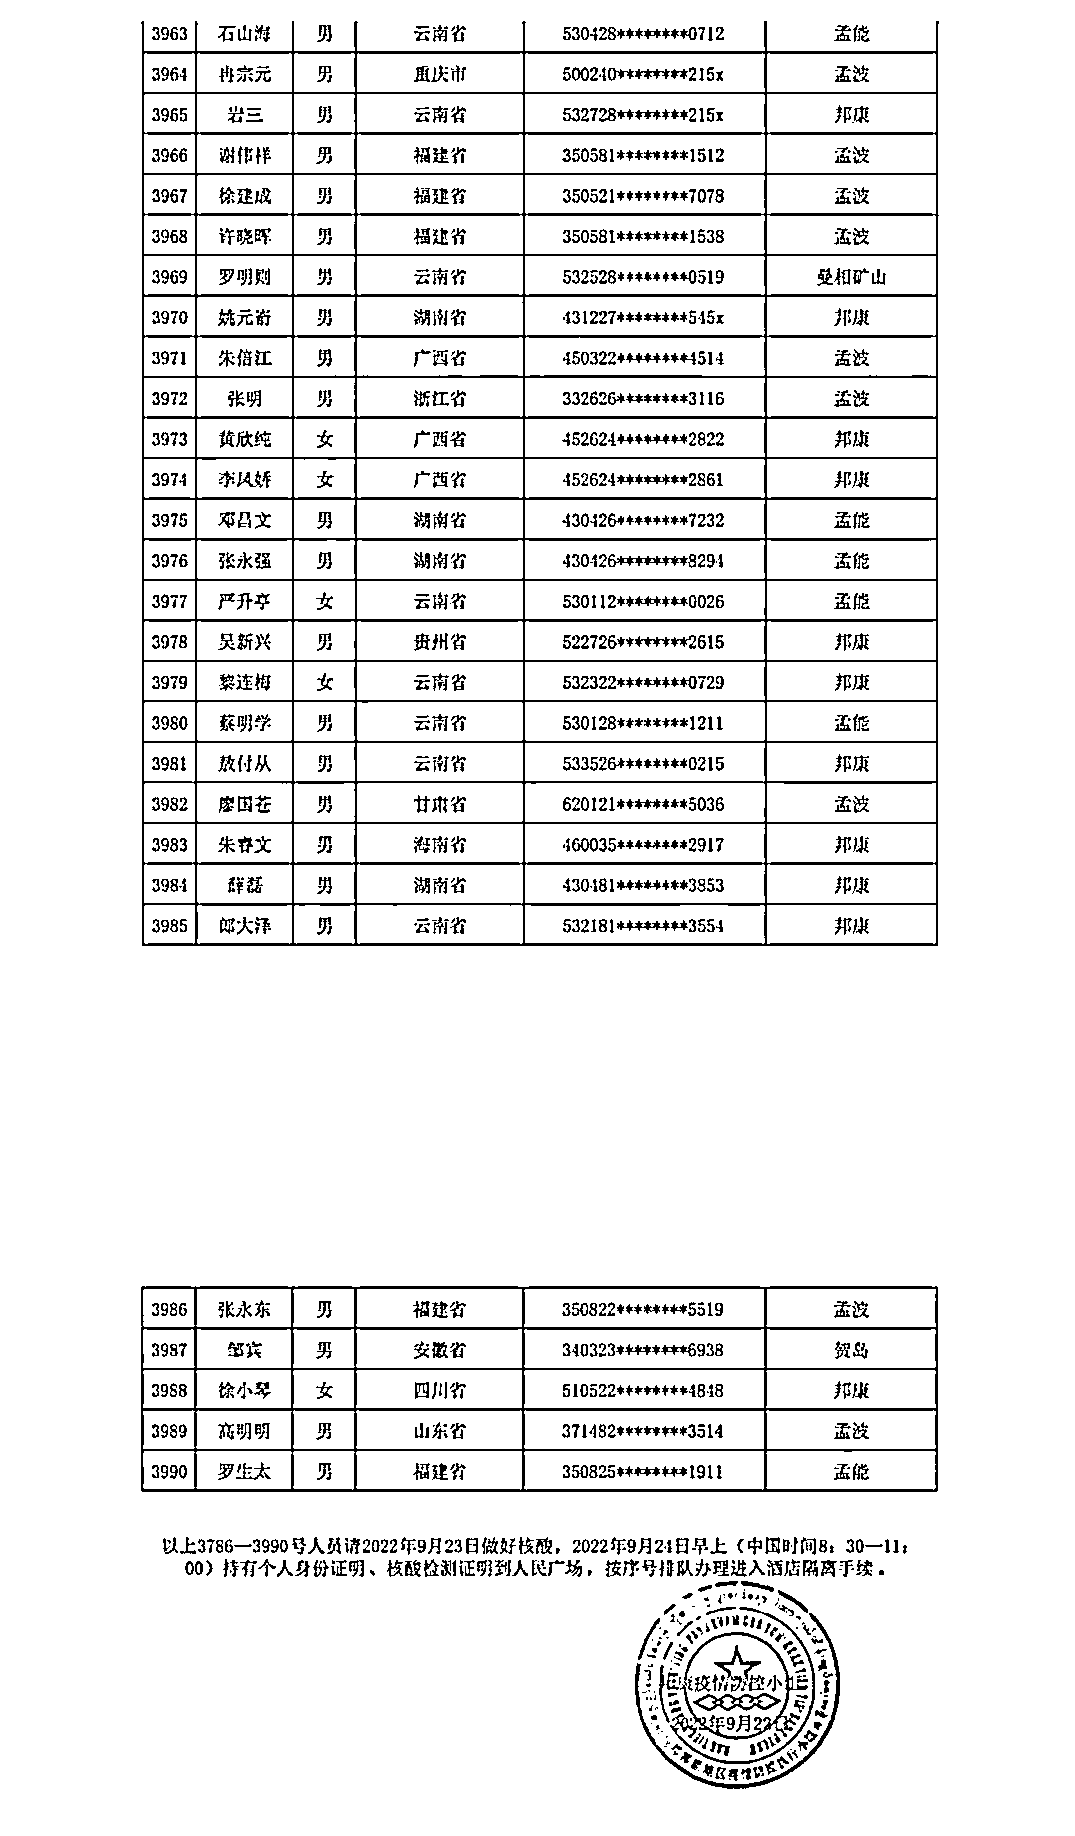 3963 石山海 男 云南省 530428********0712 孟能
3964 冉宗元 男 重庆市 500240********215x 孟波
3965 岩三 男 云南省 532728********215x 邦康
3966 谢伟样 男 福建省 350581********1512 孟波
3967 徐建成 男 福建省 350521********7078 孟波
3968 许晓晖 男 福建省 350581********1538 孟波
3969 罗明则 男 云南省 532528********0519 曼相矿山
3970 姚元 男 湖南省 431227********545x 邦康
3971 朱倍江 男 广西省 450322********4514 孟波
3972 张明 男 浙江省 332626********3116 孟波
3973 黄欣纯 女 广西省 452624********2822 邦康
3974 李凤娇 女 广西省 452624********2861 邦康
3975 邓昌文 男 湖南省 430426********7232 孟能
3976 张永强 男 湖南省 430426********8294 孟能
3977 严升亭 女 云南省 530112********0026 孟能
3978 吴新兴 男 贵州省 522726********2615 邦康
3979 黎连梅 女 云南省 532322********0729 邦康
3980 蔡明学 男 云南省 530128********1211 孟能
3981 敖付从 男 云南省 533526********0215 邦康
3982 廖国苍 男 甘肃省 620121********5036 孟波
3983 朱春文 男 海南省 460035********2917 邦康
3984 薛磊 男 湖南省 430481********3853 邦康
3985 郎大泽 男 云南省 532181********3554 邦康
3986 张永东 男 福建省 350822********5519 孟波
3987 邹宾 男 安徽省 340323********6938 贺岛
3988 徐小琴 女 四川省 510522********4848 邦康
3989 高明明 男 山东省 371482********3514 孟波
3990 罗生太 男 福建省 350825********1911 孟能
以上3786—3990号人员请2022年9月23日做好核酸，2022年9月24日早上（中国时间8：30—11：
00）持有个人身份证明、核酸检测证明到人民广场，按序号排队办理进入酒店隔离手续。
邦康疫情防控小组
2022年9月23日